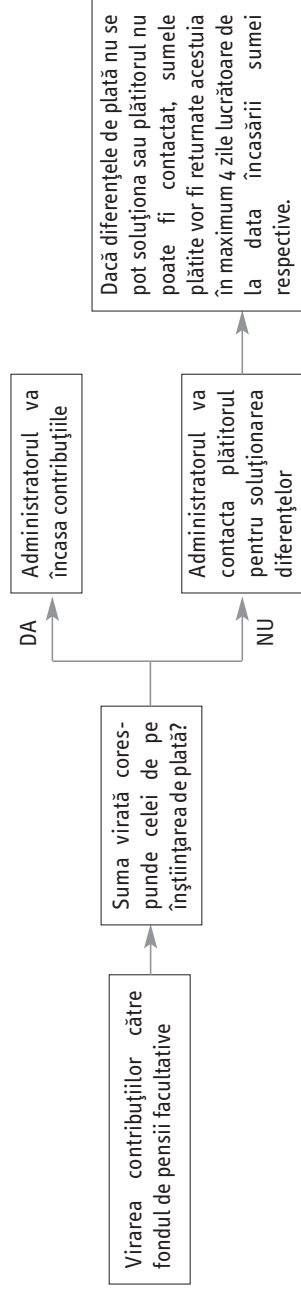 Virarea contribuţiilor către
fondul de pensii facultative
Suma virată cores-
punde celei de pe
înştiinţarea de plată?
DA
Administratorul va
încasa contribuţiile
NU
Administratorul va
contacta plătitorul
pentru soluţionarea
diferenţelor
Dacă diferenţele de plată nu se
pot soluţiona sau plătitorul nu
poate fi contactat, sumele
plătite vor fi returnate acestuia
în maximum 4 zile lucrătoare de
la data încasării sumei
respective.